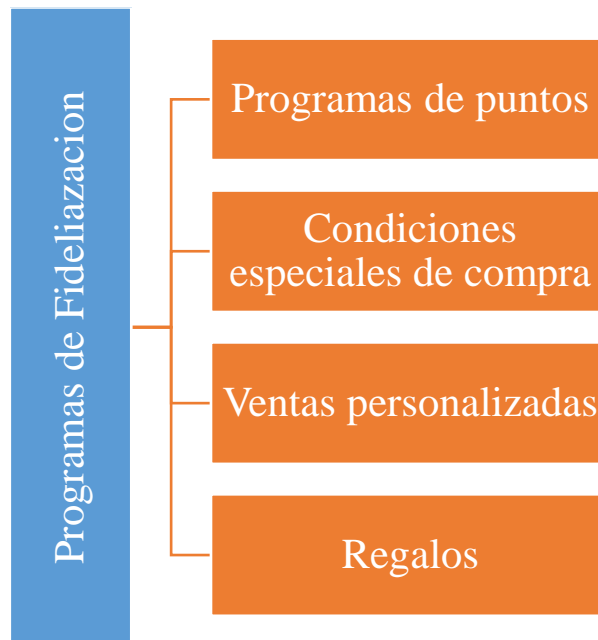 Programas de Fideliazacion
Programas de puntos
Condiciones
especiales de compra
Ventas personalizadas
Regalos